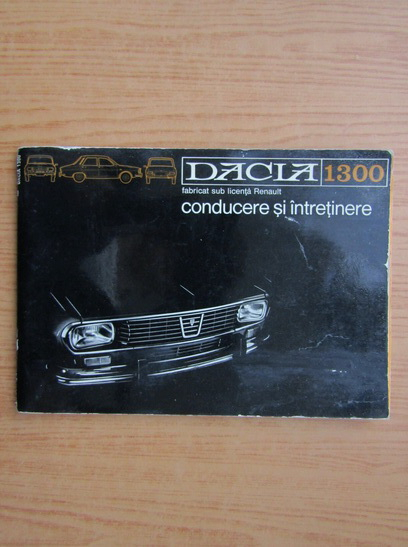 DACIA 1300
fabricat sub licență Renault
conducere și întreținere